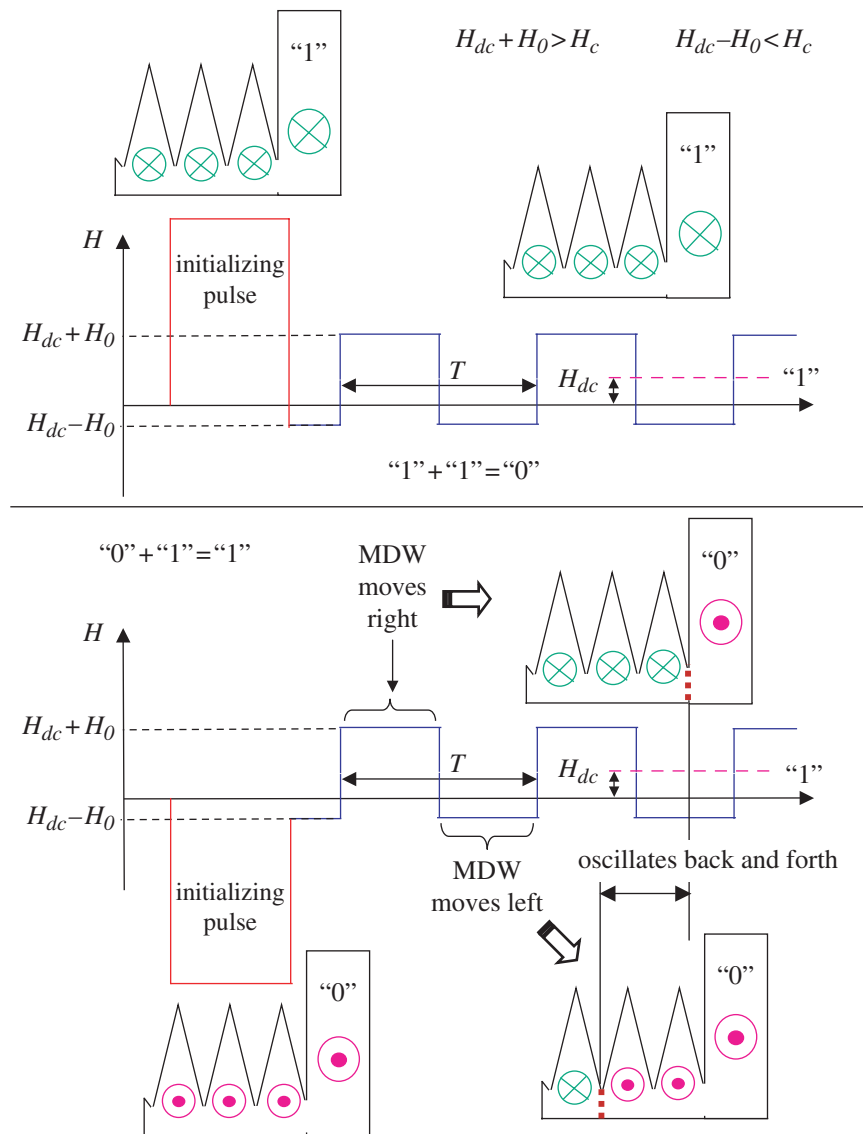 “1”
H_dc + H_0 > H_c
H_dc – H_0 < H_c
“1”
H
initializing
pulse
H_dc + H_0
T
H_dc
“1”
H_dc – H_0
“1” + “1” = “0”
“0” + “1” = “1”
MDW
moves
right
“0”
H
H_dc + H_0
T
H_dc
“1”
H_dc – H_0
initializing
pulse
MDW
moves left
oscillates back and forth
“0”
“0”